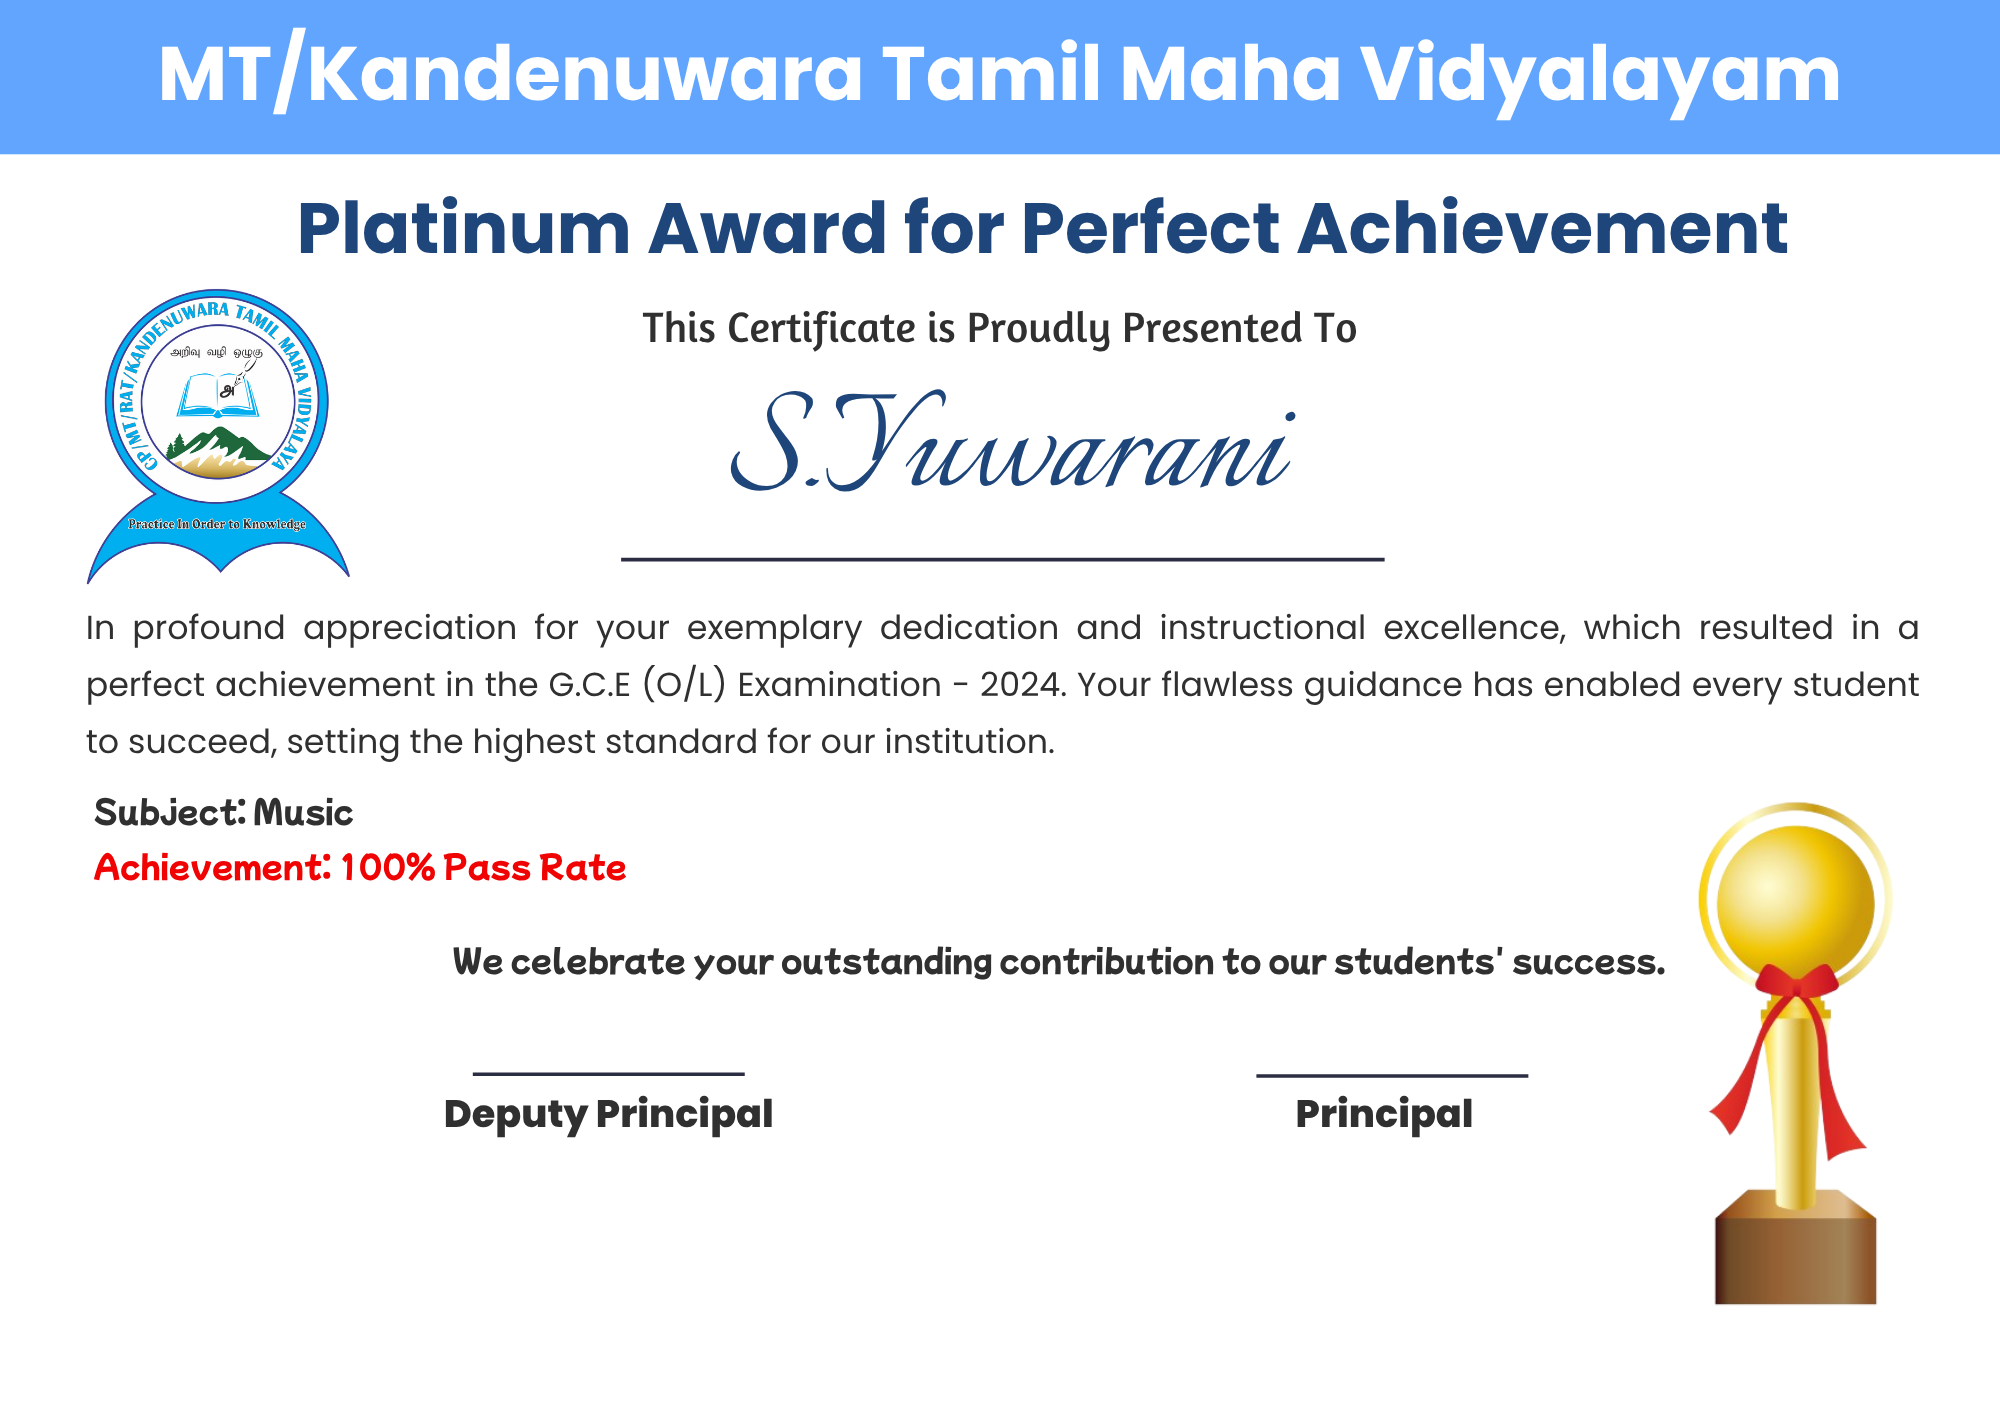 MT/Kandenuwara Tamil Maha Vidyalayam
Platinum Award for Perfect Achievement
CP/MT/RAT/KANDENUWARA TAMIL MAHA VIDYALAYA
அறிவு வழி ஒழுகு
அ
Practice In Order to Knowledge
This Certificate is Proudly Presented To
S.Yuwarani
In profound appreciation for your exemplary dedication and instructional excellence, which resulted in a
perfect achievement in the G.C.E (O/L) Examination - 2024. Your flawless guidance has enabled every student
to succeed, setting the highest standard for our institution.
Subject: Music
Achievement: 100% Pass Rate
We celebrate your outstanding contribution to our students' success.
Deputy Principal
Principal